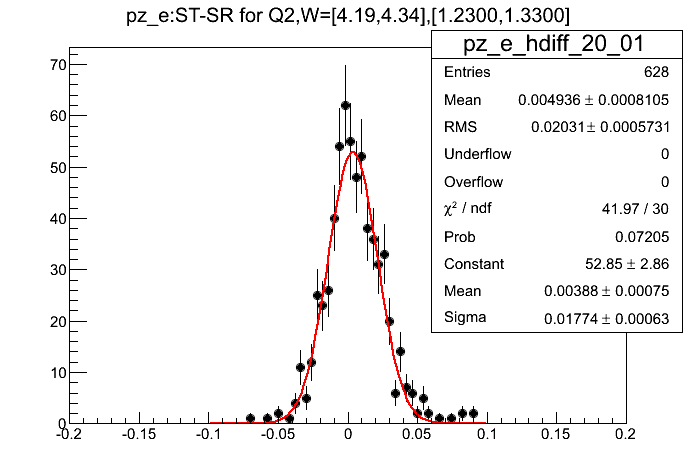 pz_e:ST-SR for Q2,W=[4.19,4.34],[1.2300,1.3300]
pz_e_hdiff_20_01
Entries 628
Mean 0.004936 ± 0.0008105
RMS 0.02031 ± 0.0005731
Underflow 0
Overflow 0
χ² / ndf 41.97 / 30
Prob 0.07205
Constant 52.85 ± 2.86
Mean 0.00388 ± 0.00075
Sigma 0.01774 ± 0.00063
70
60
50
40
30
20
10
0
-0.2 -0.15 -0.1 -0.05 0 0.05 0.1 0.15 0.2